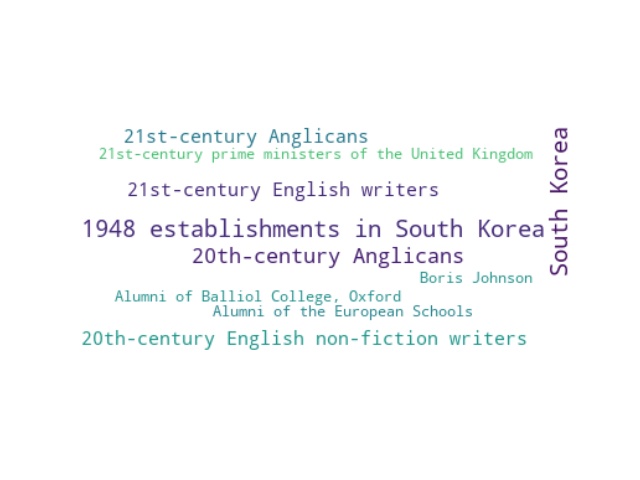 21st-century Anglicans
21st-century prime ministers of the United Kingdom
21st-century English writers
1948 establishments in South Korea
South Korea
20th-century Anglicans
Boris Johnson
Alumni of Balliol College, Oxford
Alumni of the European Schools
20th-century English non-fiction writers